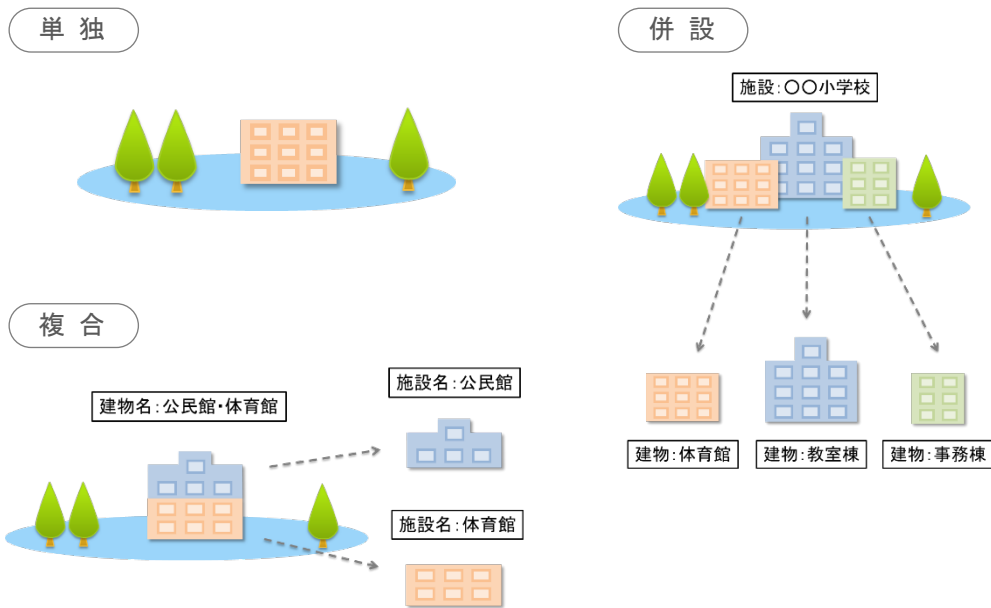 単独
併設
施設:〇〇小学校
複合
建物名:公民館・体育館
施設名:公民館
施設名:体育館
建物:体育館
建物:教室棟
建物:事務棟